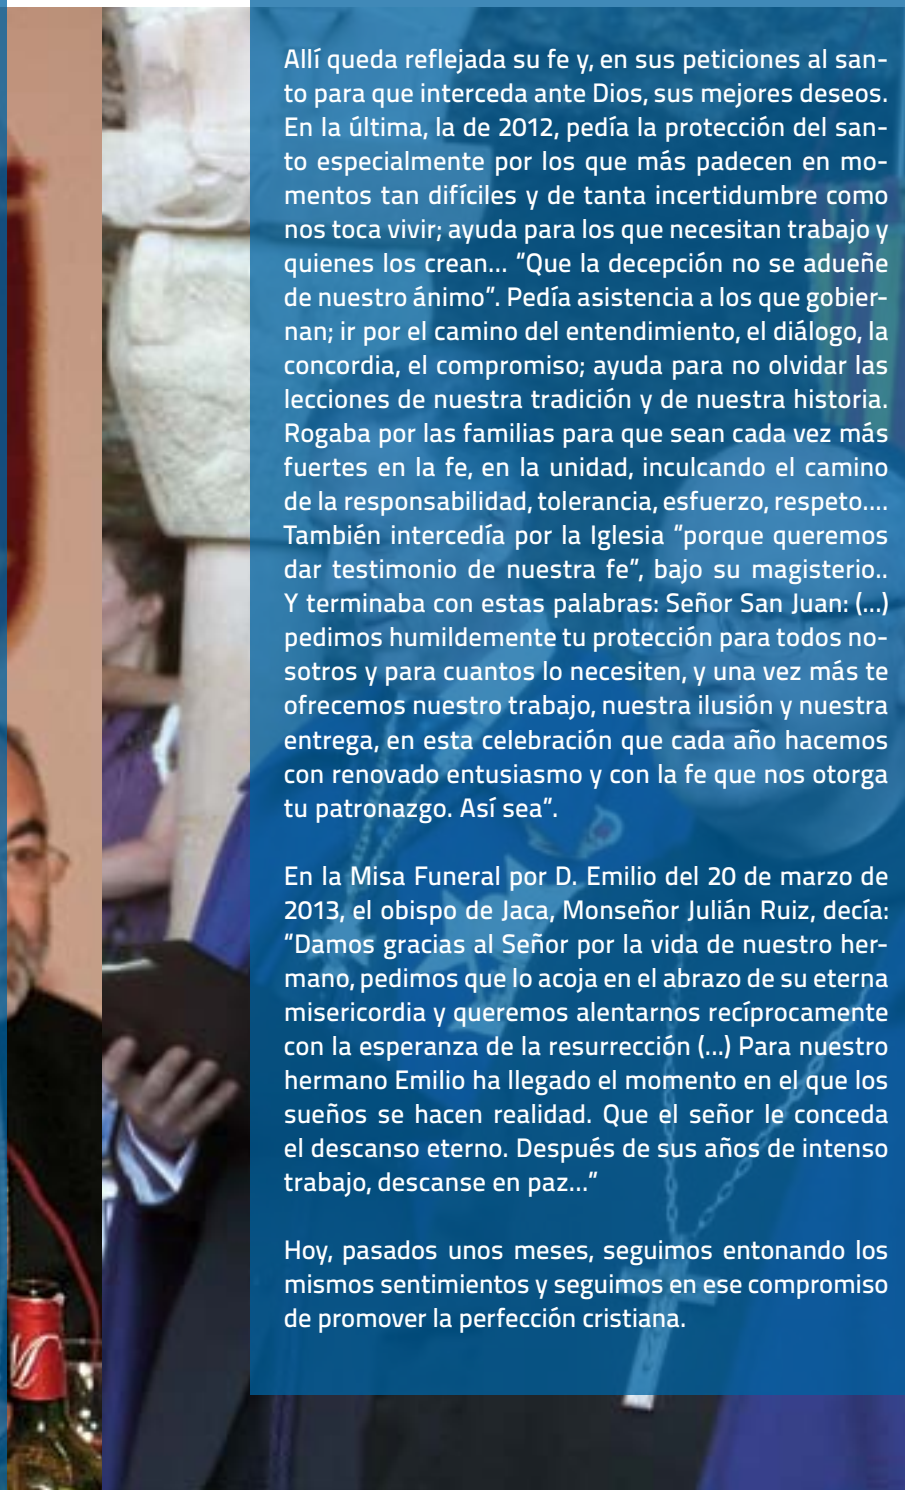 Allí queda reflejada su fe y, en sus peticiones al san-
to para que interceda ante Dios, sus mejores deseos.
En la última, la de 2012, pedía la protección del san-
to especialmente por los que más padecen en mo-
mentos tan difíciles y de tanta incertidumbre como
nos toca vivir; ayuda para los que necesitan trabajo y
quienes los crean... “Que la decepción no se adueñe
de nuestro ánimo”. Pedía asistencia a los que gobier-
nan; ir por el camino del entendimiento, el diálogo, la
concordia, el compromiso; ayuda para no olvidar las
lecciones de nuestra tradición y de nuestra historia.
Rogaba por las familias para que sean cada vez más
fuertes en la fe, en la unidad, inculcando el camino
de la responsabilidad, tolerancia, esfuerzo, respeto....
También intercedía por la Iglesia “porque queremos
dar testimonio de nuestra fe”, bajo su magisterio..
Y terminaba con estas palabras: Señor San Juan: (...)
pedimos humildemente tu protección para todos no-
sotros y para cuantos lo necesiten, y una vez más te
ofrecemos nuestro trabajo, nuestra ilusión y nuestra
entrega, en esta celebración que cada año hacemos
con renovado entusiasmo y con la fe que nos otorga
tu patronazgo. Así sea”.

En la Misa Funeral por D. Emilio del 20 de marzo de
2013, el obispo de Jaca, Monseñor Julián Ruiz, decía:
“Damos gracias al Señor por la vida de nuestro her-
mano, pedimos que lo acoja en el abrazo de su eterna
misericordia y queremos alentarnos recíprocamente
con la esperanza de la resurrección (...) Para nuestro
hermano Emilio ha llegado el momento en el que los
sueños se hacen realidad. Que el señor le conceda
el descanso eterno. Después de sus años de intenso
trabajo, descanse en paz...”

Hoy, pasados unos meses, seguimos entonando los
mismos sentimientos y seguimos en ese compromiso
de promover la perfección cristiana.